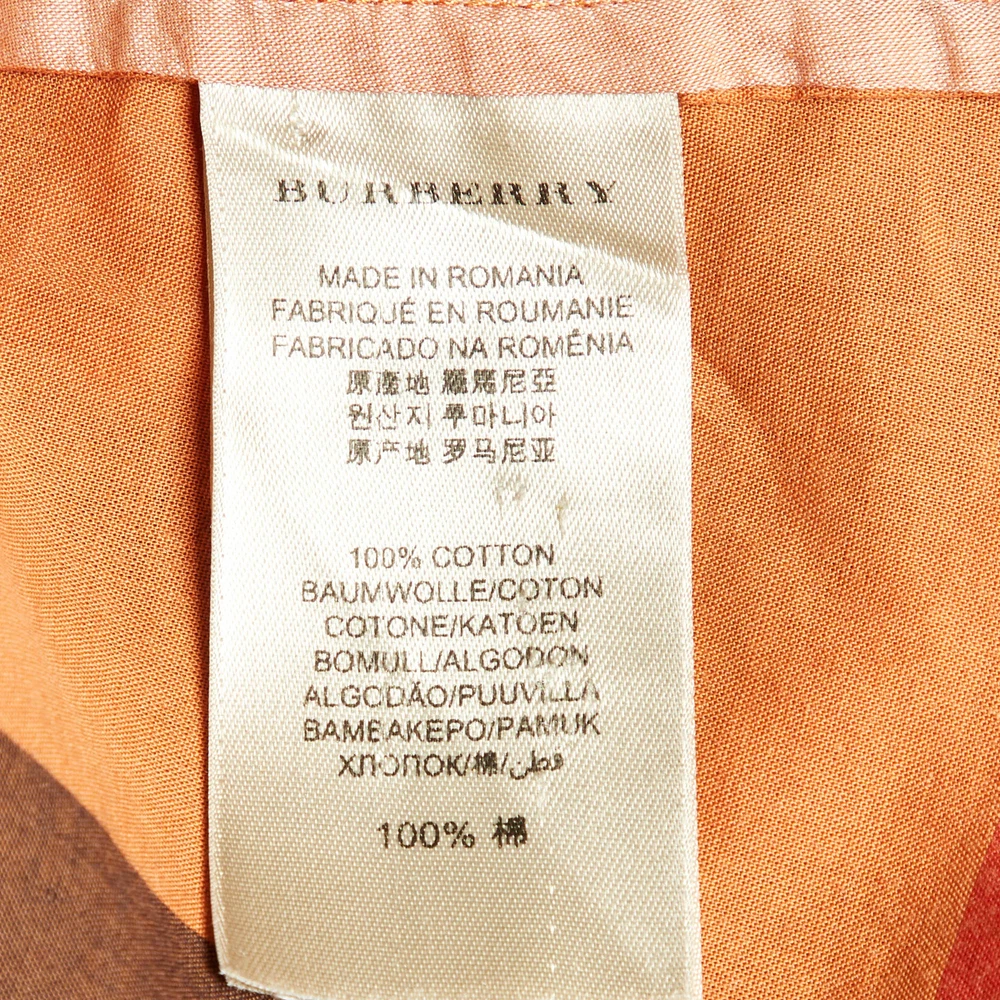 BURBERRY
MADE IN ROMANIA
FABRIQUÉ EN ROUMANIE
FABRICADO NA ROMÉNIA
原產地 羅馬尼亞
원산지 루마니아
原产地 罗马尼亚
100% COTTON
BAUMWOLLE/COTON
COTONE/KATOEN
BOMULL/ALGODON
ALGODÃO/PUUVILLA
BAMBAKEPO/PAMUK
ХЛОПОК/棉/قطن
100% 棉